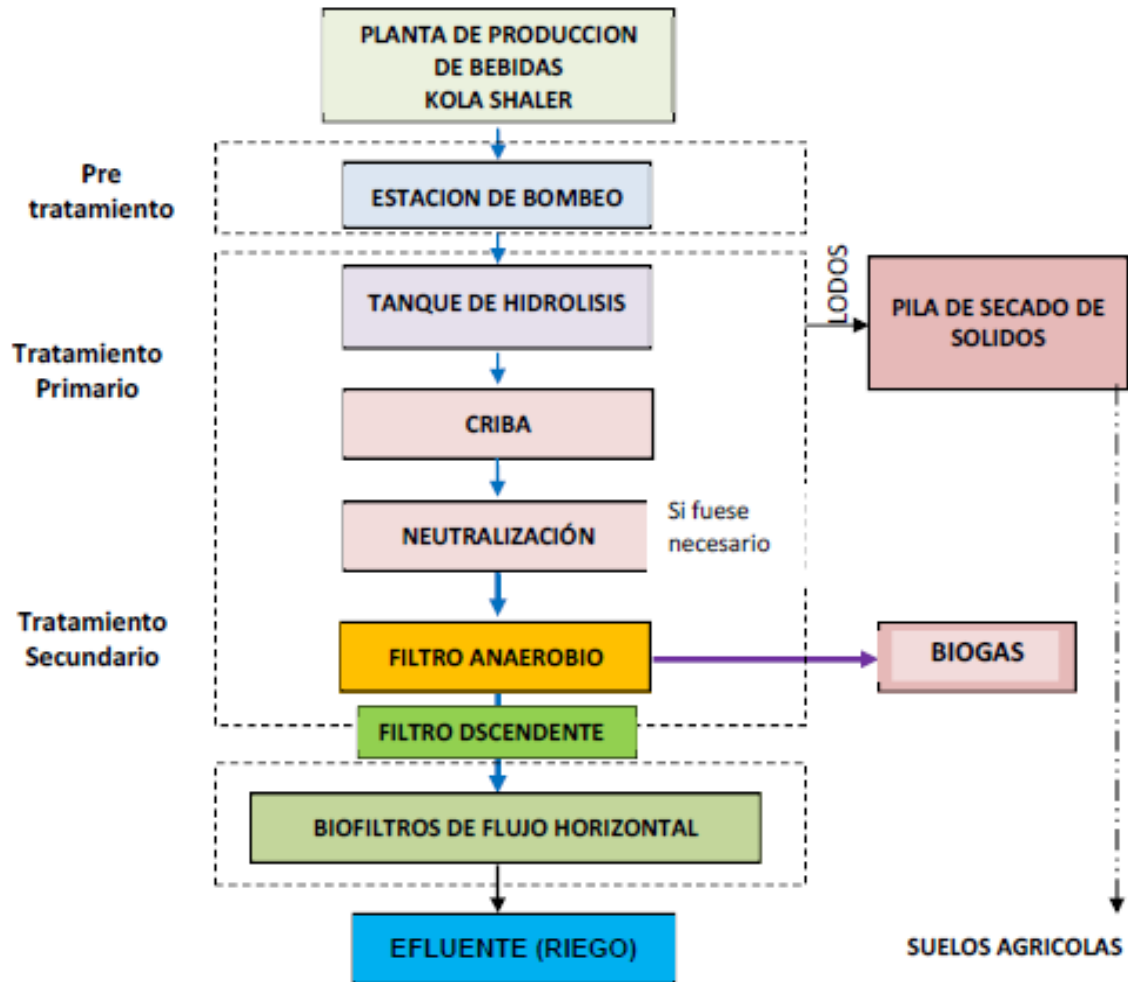 PLANTA DE PRODUCCION
DE BEBIDAS
KOLA SHALER
Pre
tratamiento
ESTACION DE BOMBEO
TANQUE DE HIDROLISIS
LODOS
PILA DE SECADO DE
SOLIDOS
Tratamiento
Primario
CRIBA
NEUTRALIZACIÓN
Si fuese
necesario
Tratamiento
Secundario
FILTRO ANAEROBIO
BIOGAS
FILTRO DSCENDENTE
BIOFILTROS DE FLUJO HORIZONTAL
EFLUENTE (RIEGO)
SUELOS AGRICOLAS